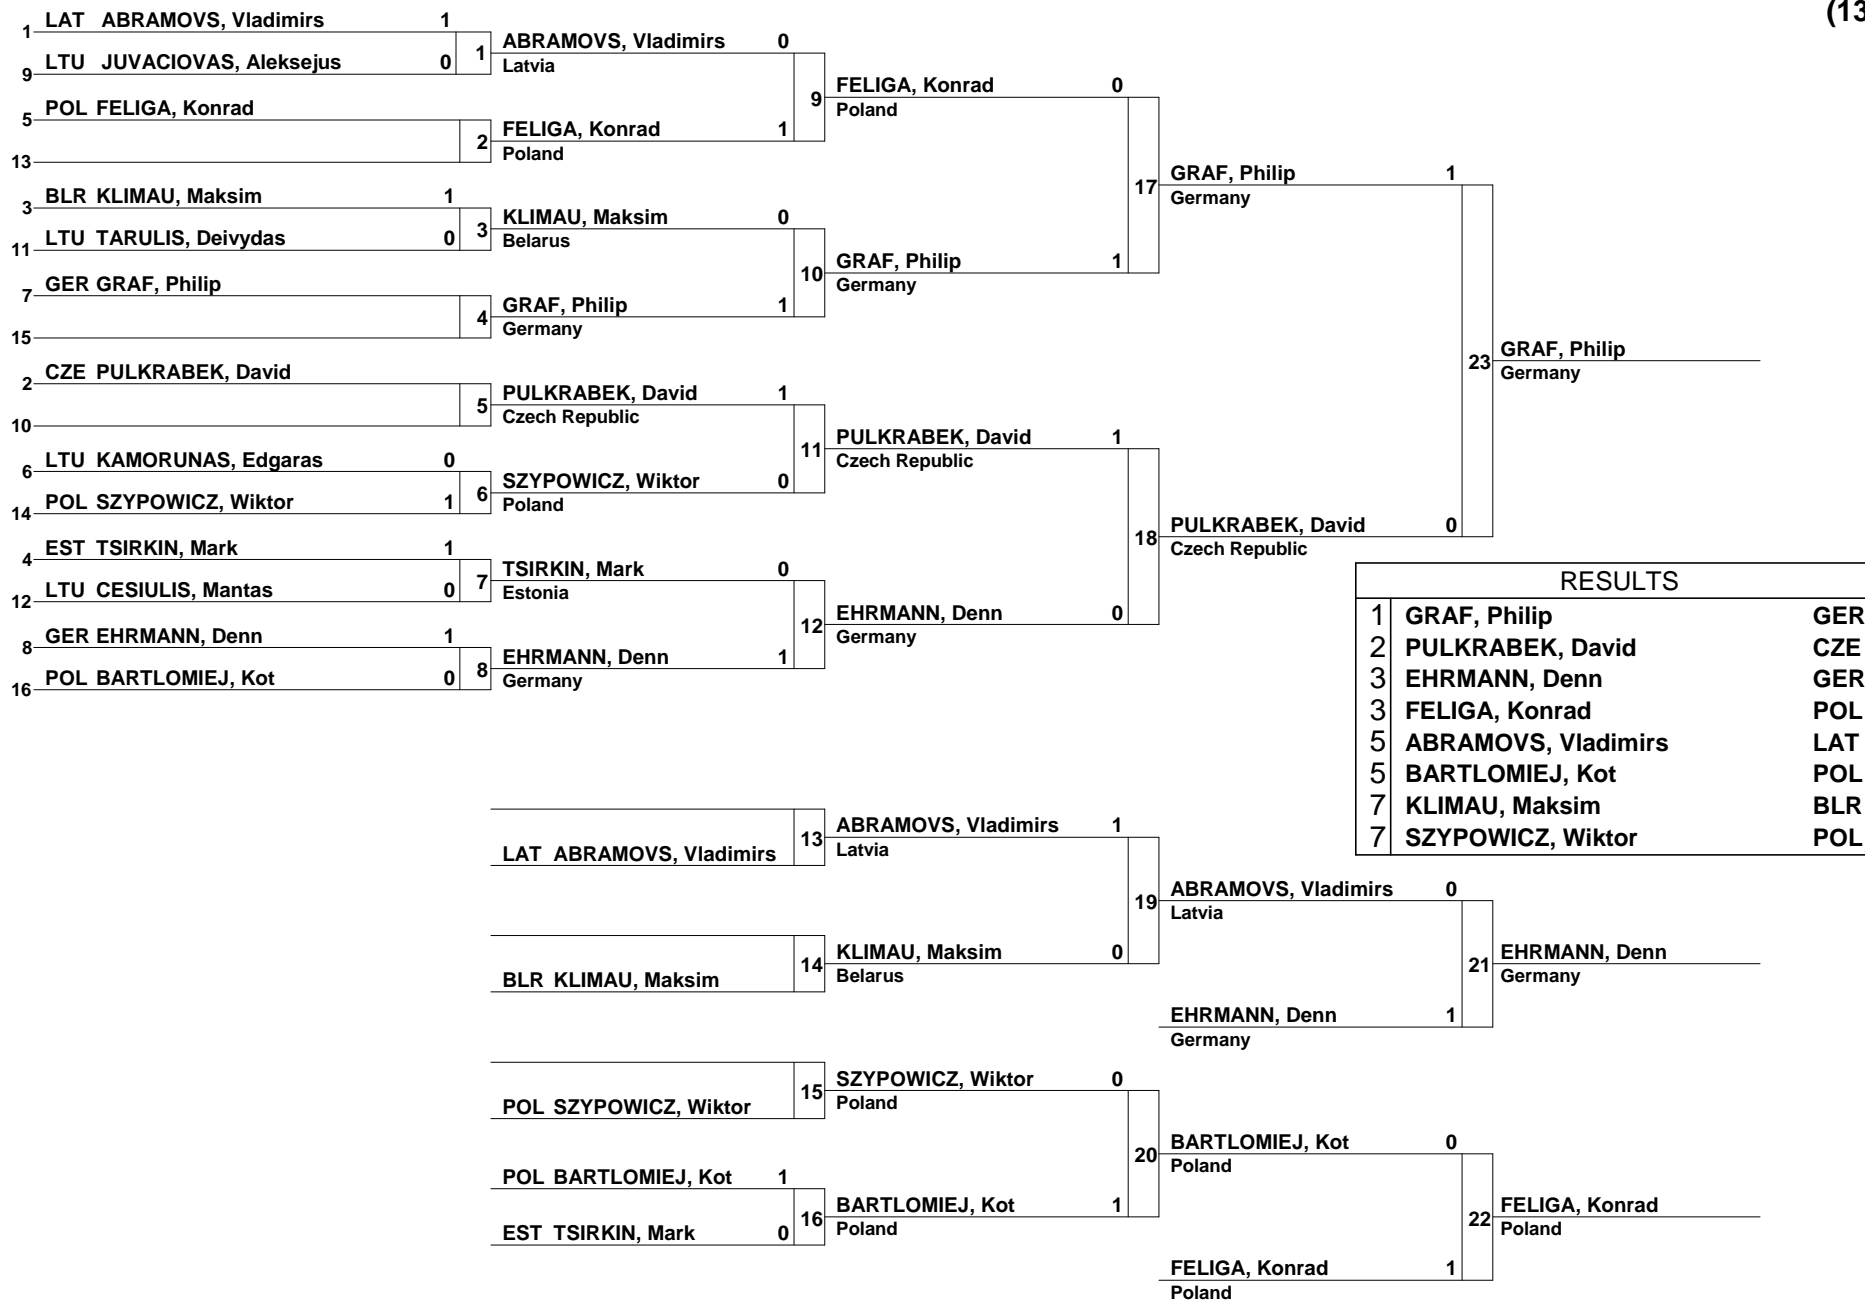 (13
1 LAT ABRAMOVS, Vladimirs 1
9 LTU JUVACIOVAS, Aleksejus 0
5 POL FELIGA, Konrad
13
3 BLR KLIMAU, Maksim 1
11 LTU TARULIS, Deivydas 0
7 GER GRAF, Philip
15
2 CZE PULKRABEK, David
10
6 LTU KAMORUNAS, Edgaras 0
14 POL SZYPOWICZ, Wiktor 1
4 EST TSIRKIN, Mark 1
12 LTU CESIULIS, Mantas 0
8 GER EHRMANN, Denn 1
16 POL BARTLOMIEJ, Kot 0
1 ABRAMOVS, Vladimirs 0
Latvia
2 FELIGA, Konrad 1
Poland
3 KLIMAU, Maksim 0
Belarus
4 GRAF, Philip 1
Germany
5 PULKRABEK, David 1
Czech Republic
6 SZYPOWICZ, Wiktor 0
Poland
7 TSIRKIN, Mark 0
Estonia
8 EHRMANN, Denn 1
Germany
9 FELIGA, Konrad 0
Poland
10 GRAF, Philip 1
Germany
11 PULKRABEK, David 1
Czech Republic
12 EHRMANN, Denn 0
Germany
17 GRAF, Philip 1
Germany
18 PULKRABEK, David 0
Czech Republic
23 GRAF, Philip
Germany
RESULTS
1 GRAF, Philip GER
2 PULKRABEK, David CZE
3 EHRMANN, Denn GER
3 FELIGA, Konrad POL
5 ABRAMOVS, Vladimirs LAT
5 BARTLOMIEJ, Kot POL
7 KLIMAU, Maksim BLR
7 SZYPOWICZ, Wiktor POL
LAT ABRAMOVS, Vladimirs
BLR KLIMAU, Maksim
POL SZYPOWICZ, Wiktor
POL BARTLOMIEJ, Kot 1
EST TSIRKIN, Mark 0
13 ABRAMOVS, Vladimirs 1
Latvia
14 KLIMAU, Maksim 0
Belarus
15 SZYPOWICZ, Wiktor 0
Poland
16 BARTLOMIEJ, Kot 1
Poland
19 ABRAMOVS, Vladimirs 0
Latvia
EHRMANN, Denn 1
Germany
20 BARTLOMIEJ, Kot 0
Poland
FELIGA, Konrad 1
Poland
21 EHRMANN, Denn
Germany
22 FELIGA, Konrad
Poland